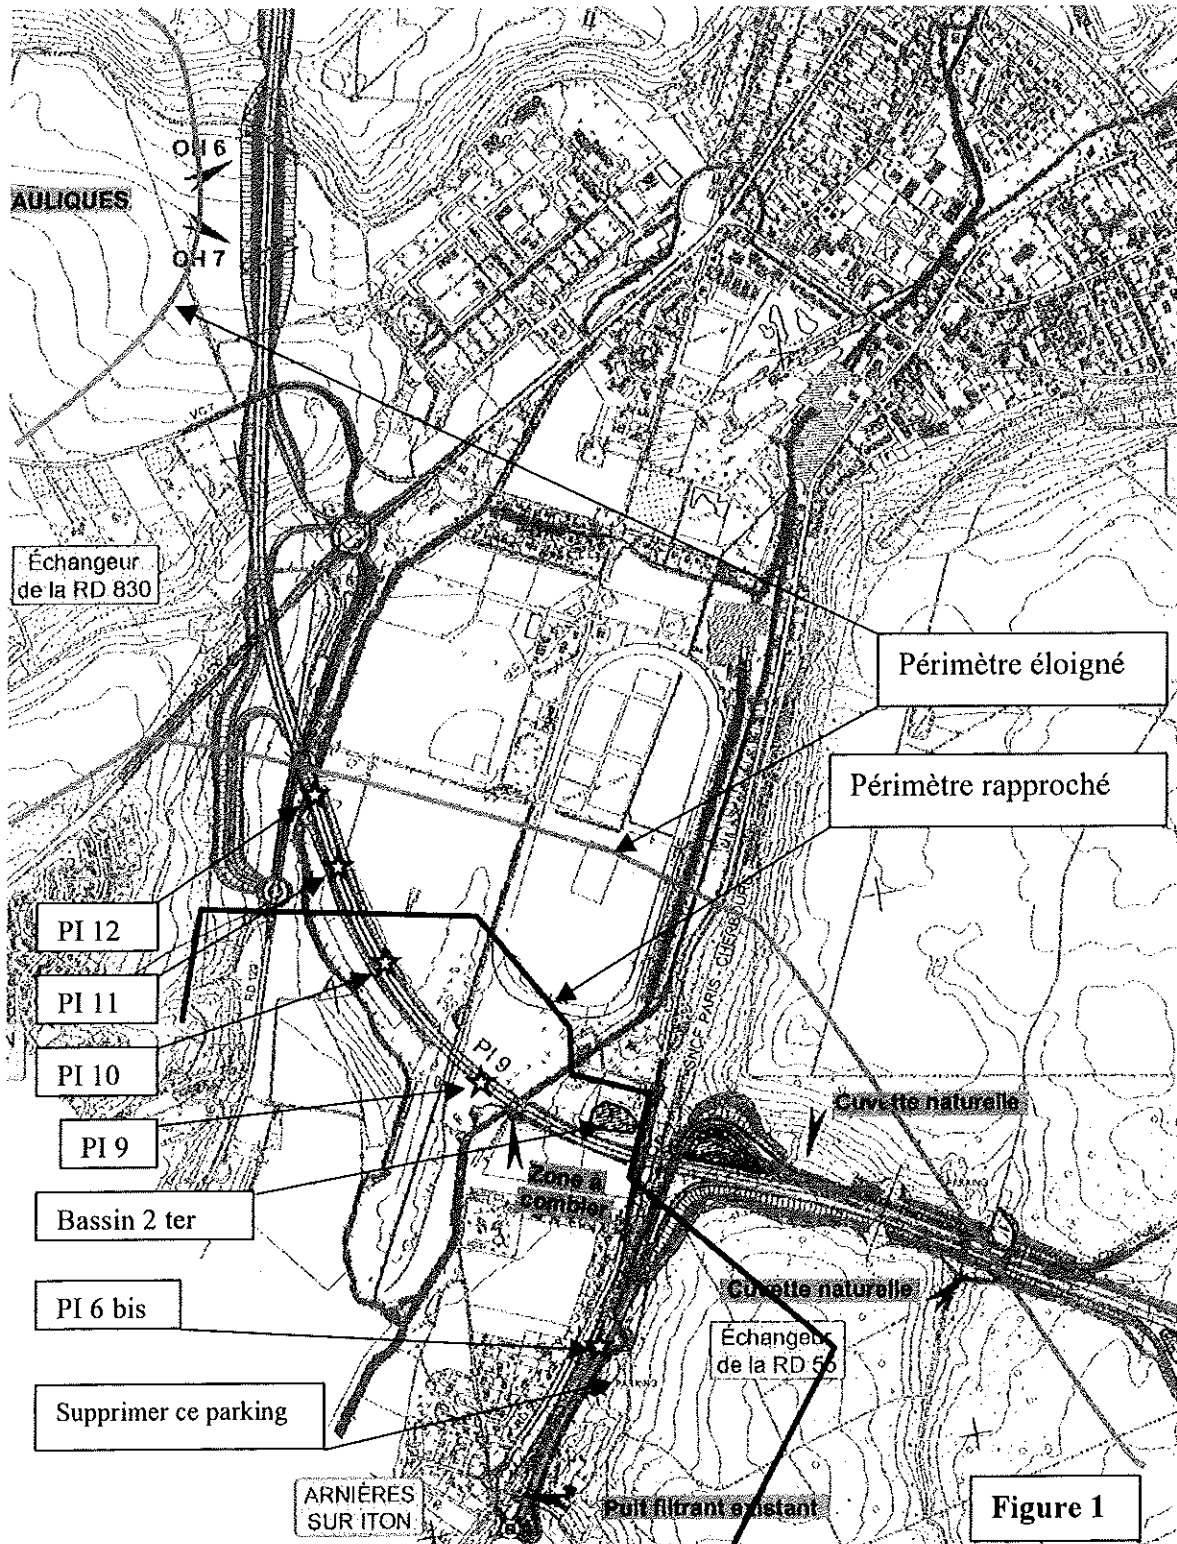 OH 6
AULIQUES
OH 7
VC7
Échangeur
de la RD 830
Périmètre éloigné
Périmètre rapproché
PI 12
PI 11
RD 129
PI 10
PI 9
PI 9
SNCF PARIS CHERBOURG
Cuvette naturelle
Bassin 2 ter
Zone à
combler
PI 6 bis
Cuvette naturelle
Échangeur
de la RD 55
PARKING
PARKING
Supprimer ce parking
ARNIÈRES
SUR ITON
Puit filtrant existant
Figure 1